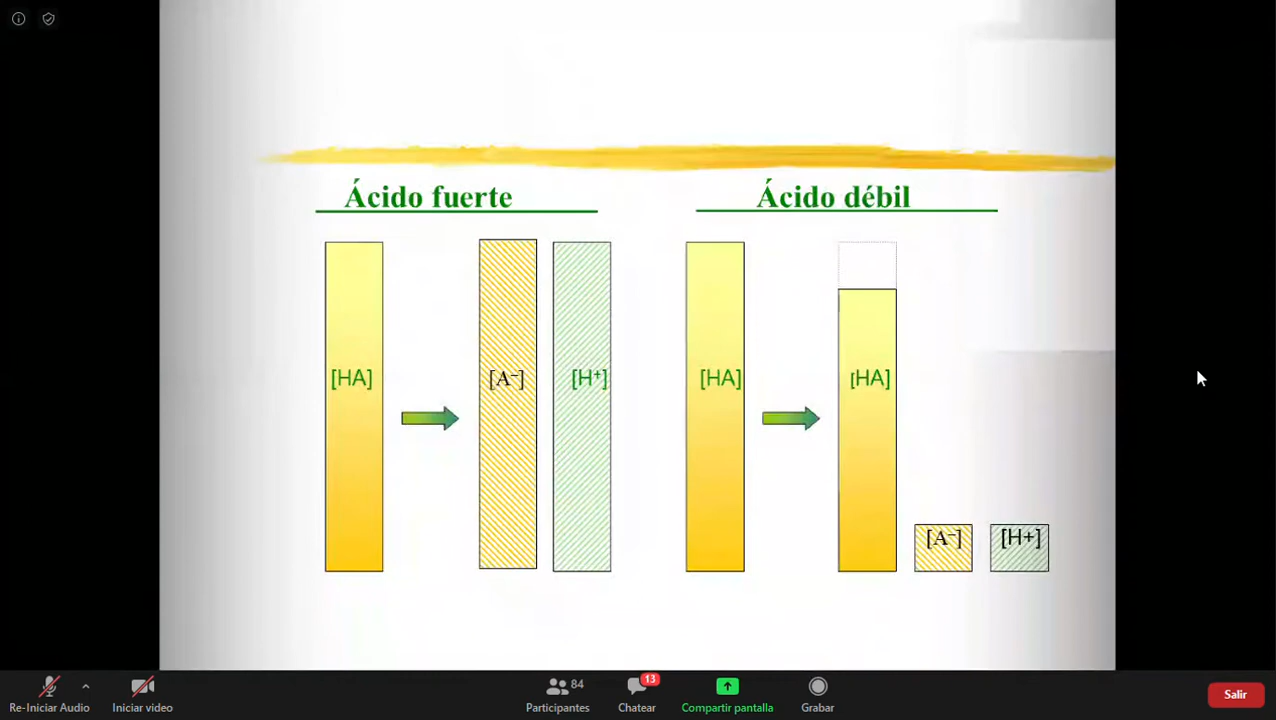 Ácido fuerte
Ácido débil
[HA]
[A–]
[H+]
[HA]
[HA]
[A–]
[H+]
84
13
Re-Iniciar Audio
Iniciar video
Participantes
Chatear
Compartir pantalla
Grabar
Salir